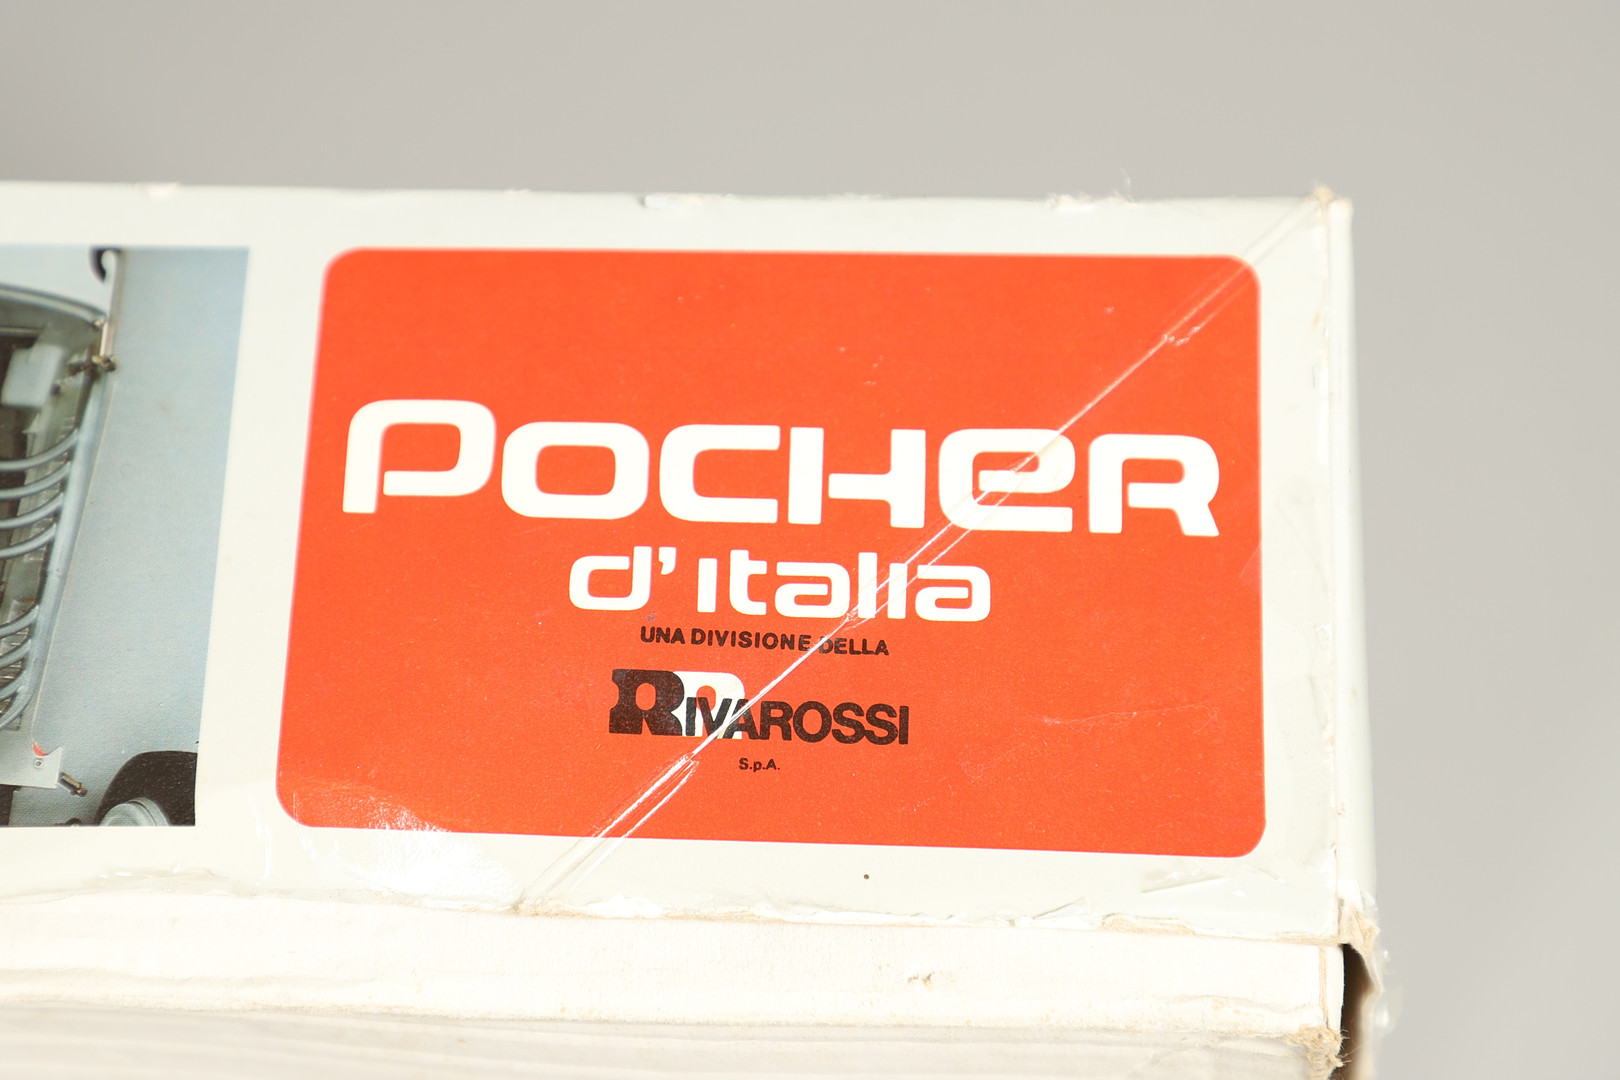 POCHER
d'italia
UNA DIVISIONE DELLA
RIVAROSSI
S.p.A.